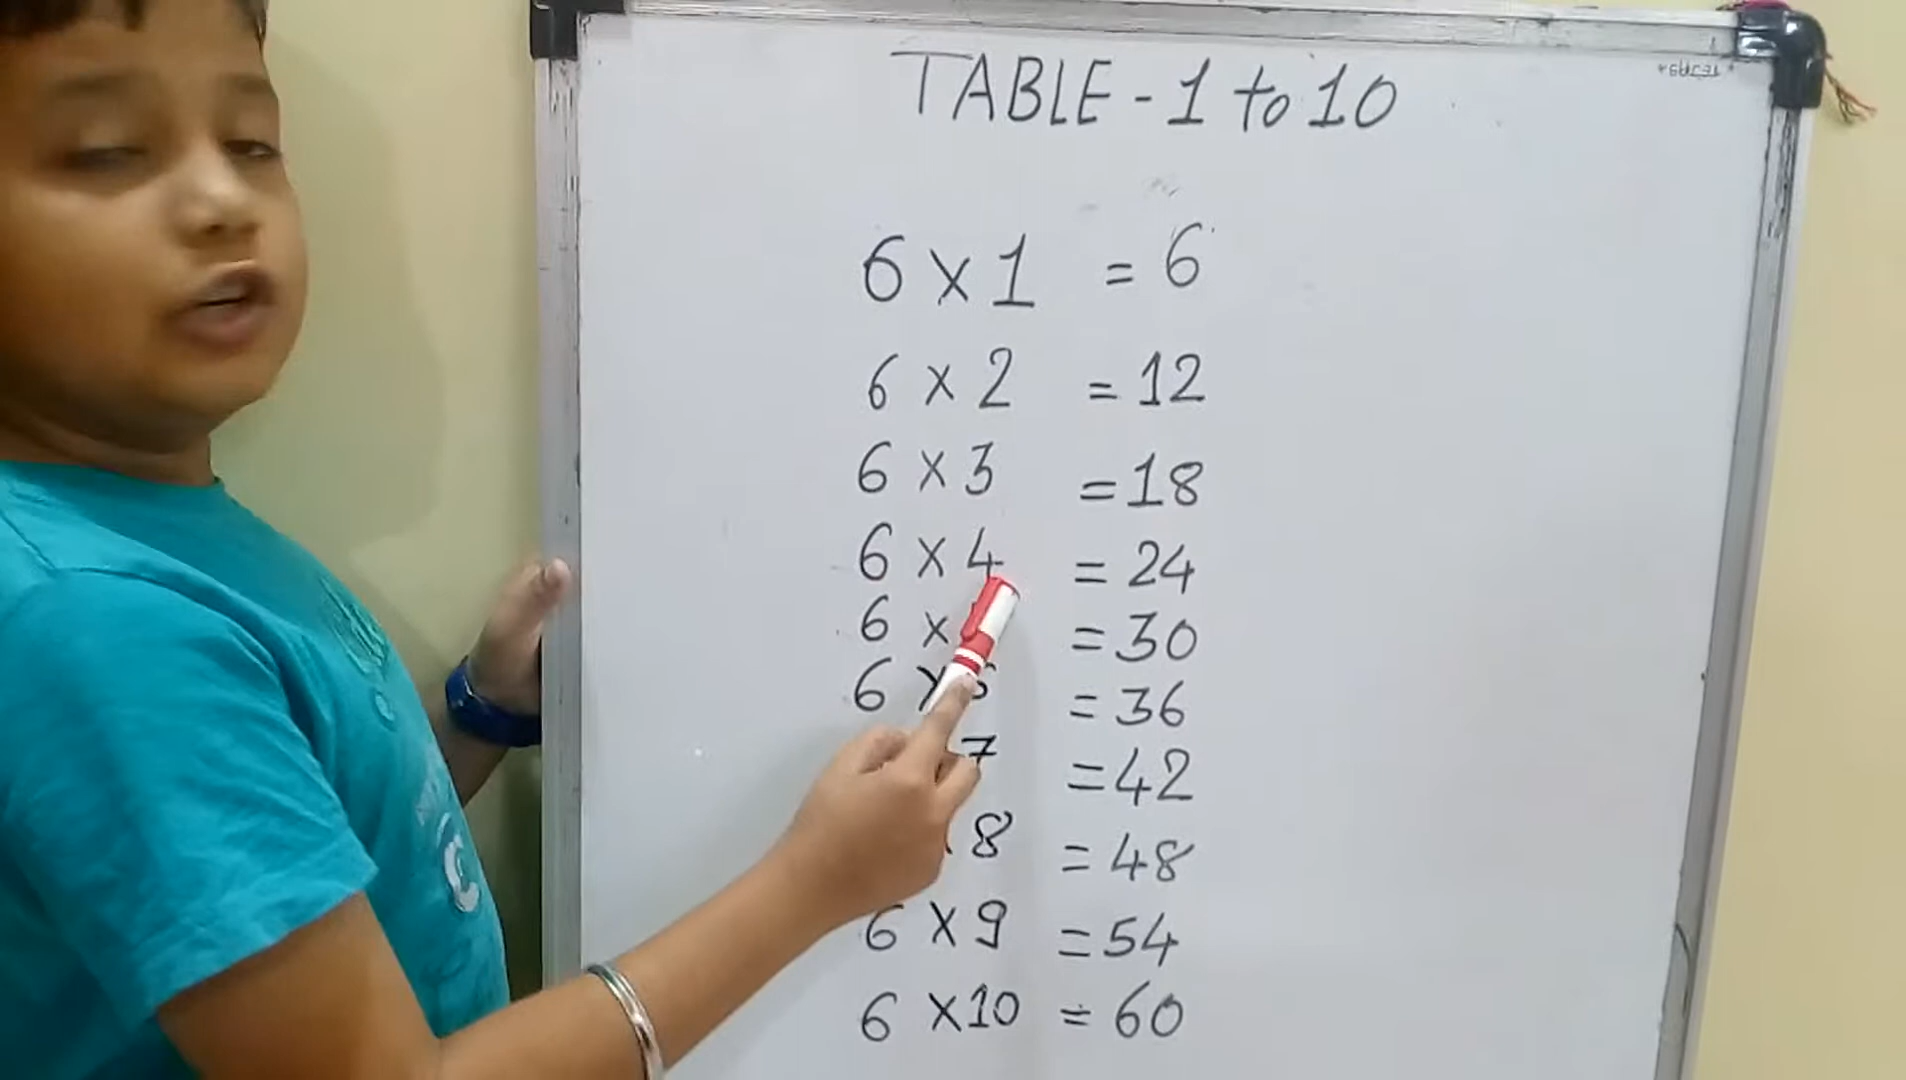 TABLE - 1 to 10
6 x 1 = 6
6 x 2 = 12
6 x 3 = 18
6 x 4 = 24
6 x = 30
6 x = 36
7 = 42
8 = 48
6 x 9 = 54
6 x 10 = 60